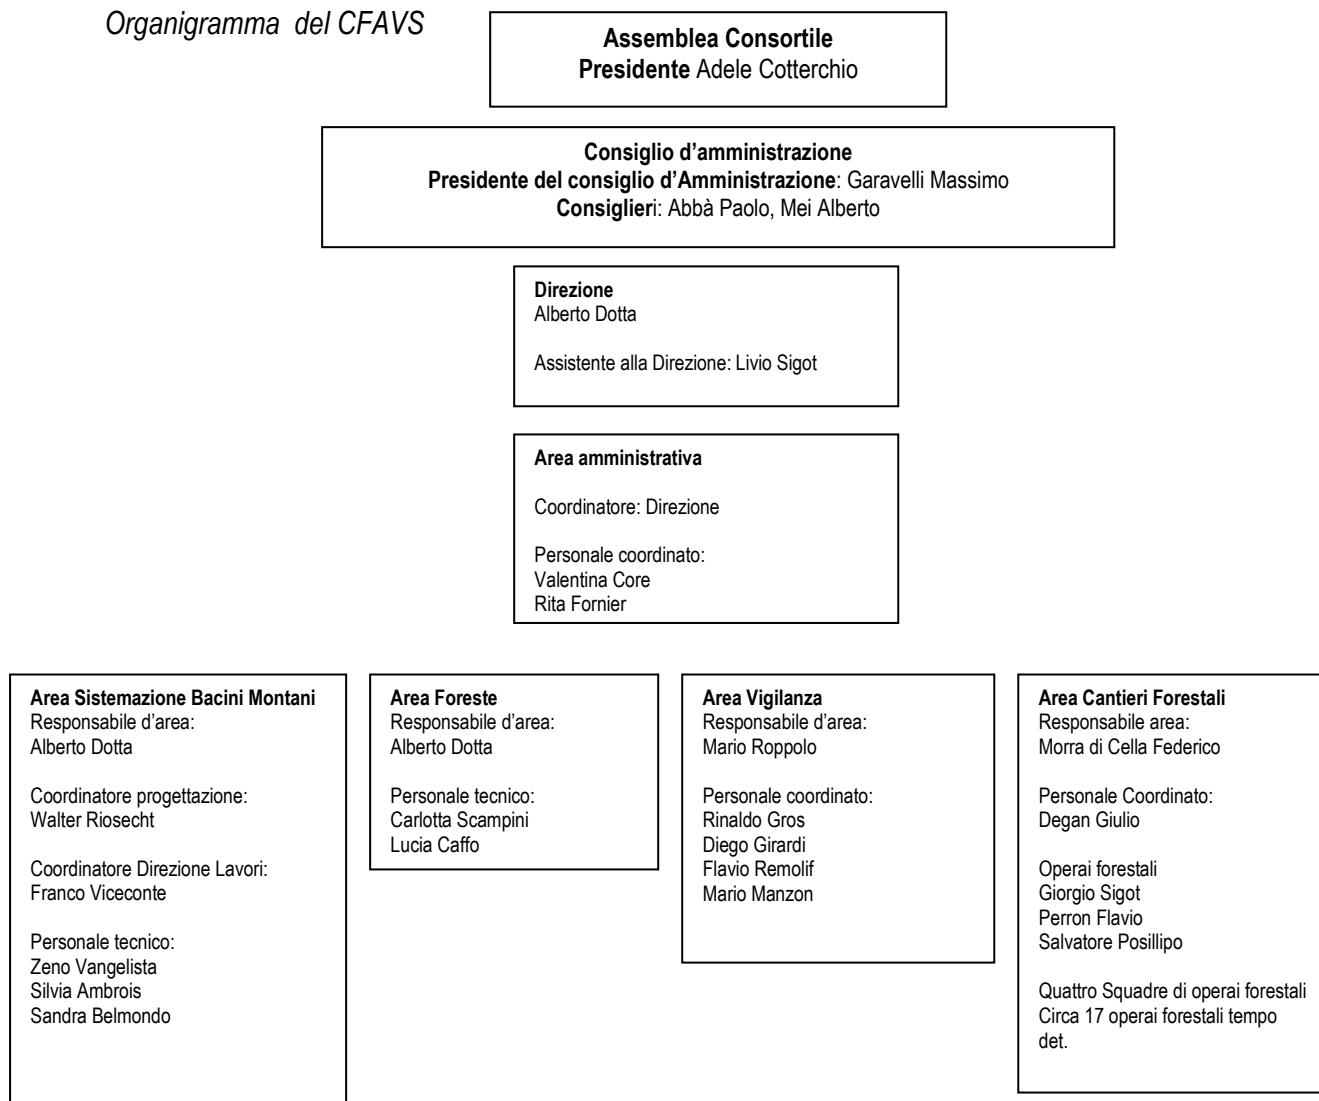 Organigramma del CFAVS
Assemblea Consortile
Presidente Adele Cotterchio
Consiglio d'amministrazione
Presidente del consiglio d'Amministrazione: Garavelli Massimo
Consiglieri: Abbà Paolo, Mei Alberto
Direzione
Alberto Dotta
Assistente alla Direzione: Livio Sigot
Area amministrativa
Coordinatore: Direzione
Personale coordinato:
Valentina Core
Rita Fornier
Area Sistemazione Bacini Montani
Responsabile d'area:
Alberto Dotta
Coordinatore progettazione:
Walter Riosecht
Coordinatore Direzione Lavori:
Franco Viceconte
Personale tecnico:
Zeno Vangelista
Silvia Ambrois
Sandra Belmondo
Area Foreste
Responsabile d'area:
Alberto Dotta
Personale tecnico:
Carlotta Scampini
Lucia Caffo
Area Vigilanza
Responsabile d'area:
Mario Roppolo
Personale coordinato:
Rinaldo Gros
Diego Girardi
Flavio Remolif
Mario Manzon
Area Cantieri Forestali
Responsabile area:
Morra di Cella Federico
Personale Coordinato:
Degan Giulio
Operai forestali
Giorgio Sigot
Perron Flavio
Salvatore Posillipo
Quattro Squadre di operai forestali
Circa 17 operai forestali tempo
det.